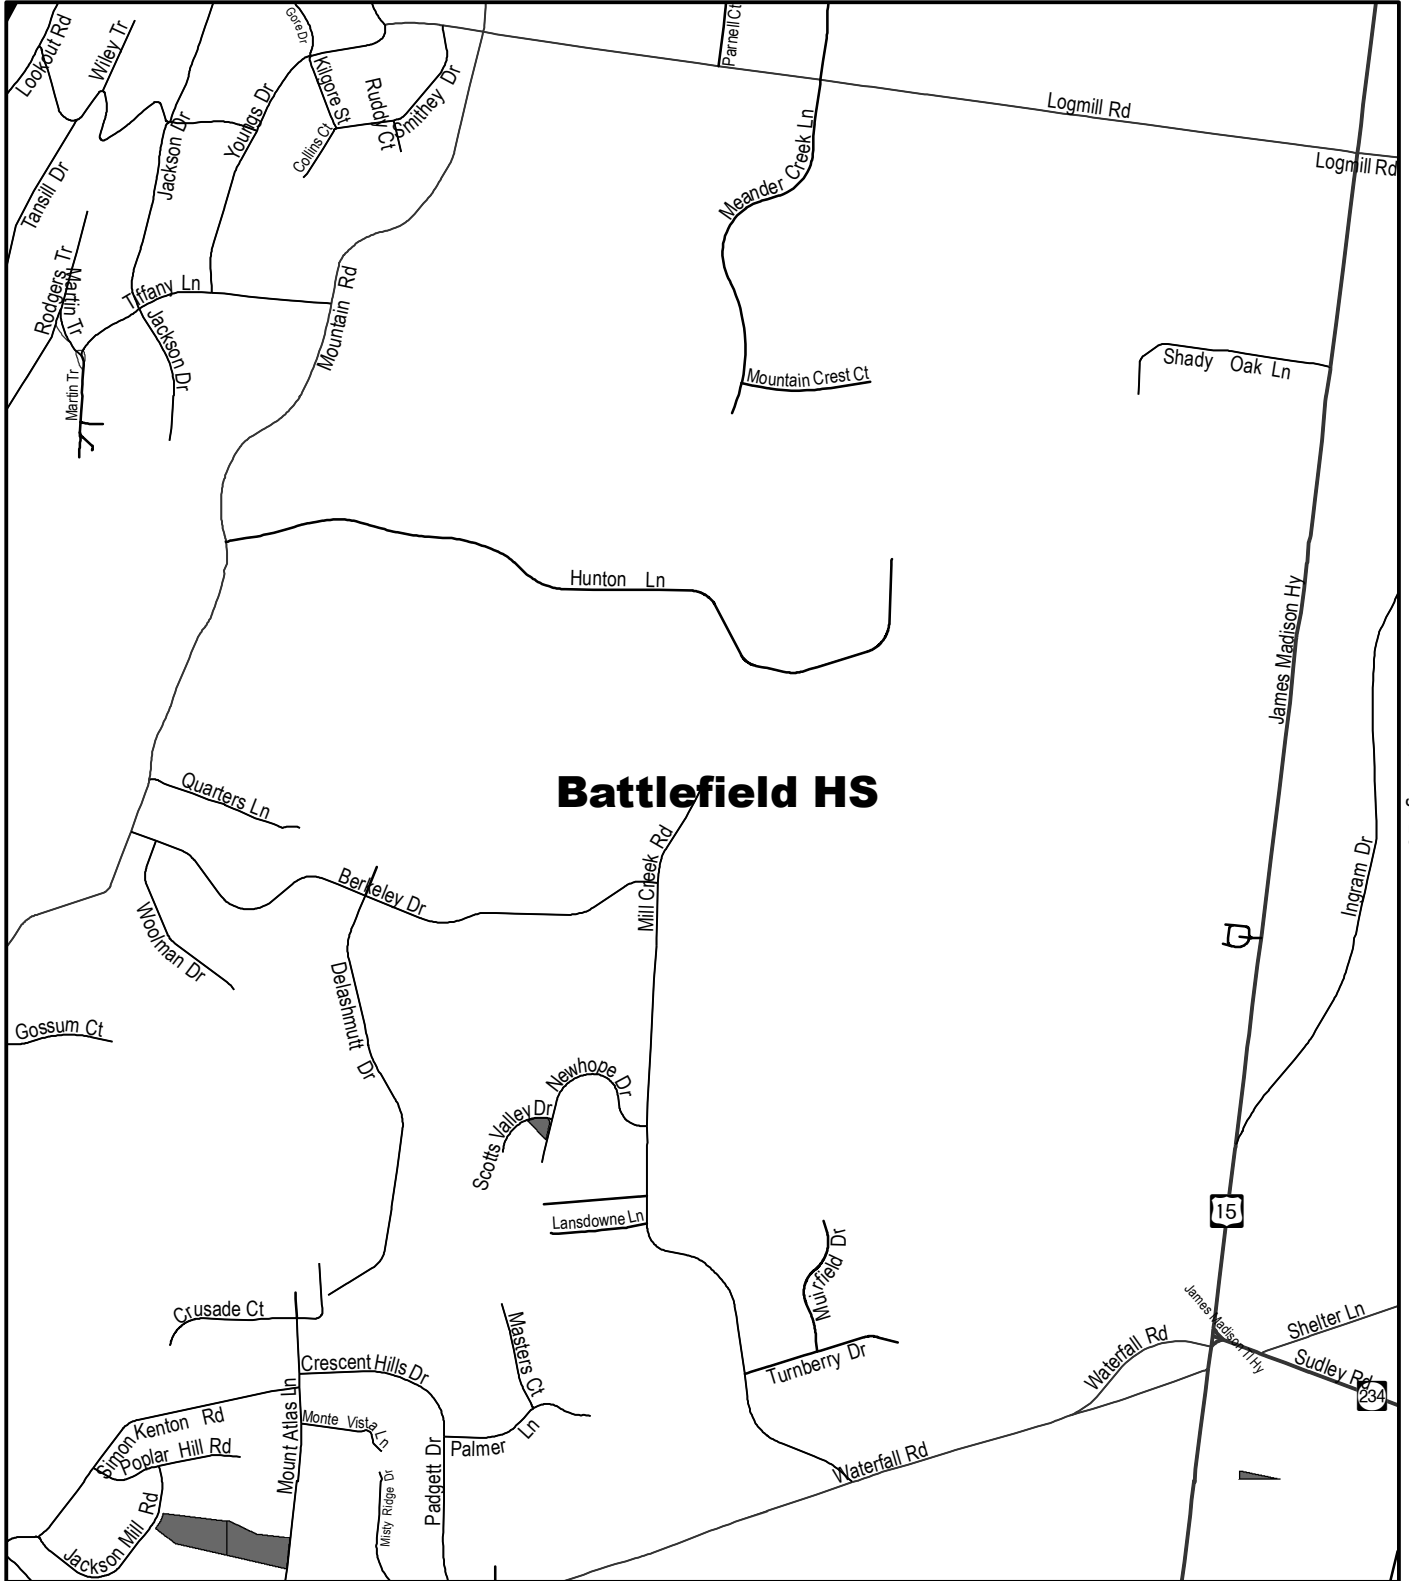 Lookout Rd
Wiley Tr
Gore Dr
Kilgore St
Ruddy Ct
Smithey Dr
Collins Ct
Youngs Dr
Jackson Dr
Tansill Dr
Parnell Ct
Logmill Rd
Logmill Rd
Meander Creek Ln
Rodgers Tr
Martin Tr
Tiffany Ln
Mountain Rd
Jackson Dr
Martin Tr
Mountain Crest Ct
Shady Oak Ln
Hunton Ln
James Madison Hy
Quarters Ln
Battlefield HS
Mill Creek Rd
Berkeley Dr
Ingram Dr
Woolman Dr
Delashmutt Dr
Gossum Ct
Newhope Dr
Scotts Valley Dr
Lansdowne Ln
15
Muirfield Dr
Crusade Ct
James Madison Tl Hy
Shelter Ln
Waterfall Rd
Sudley Rd
234
Masters Ct
Turnberry Dr
Crescent Hills Dr
Mount Atlas Ln
Simon Kenton Rd
Monte Vista Ln
Poplar Hill Rd
Palmer Ln
Padgett Dr
Waterfall Rd
Misty Ridge Dr
Jackson Mill Rd